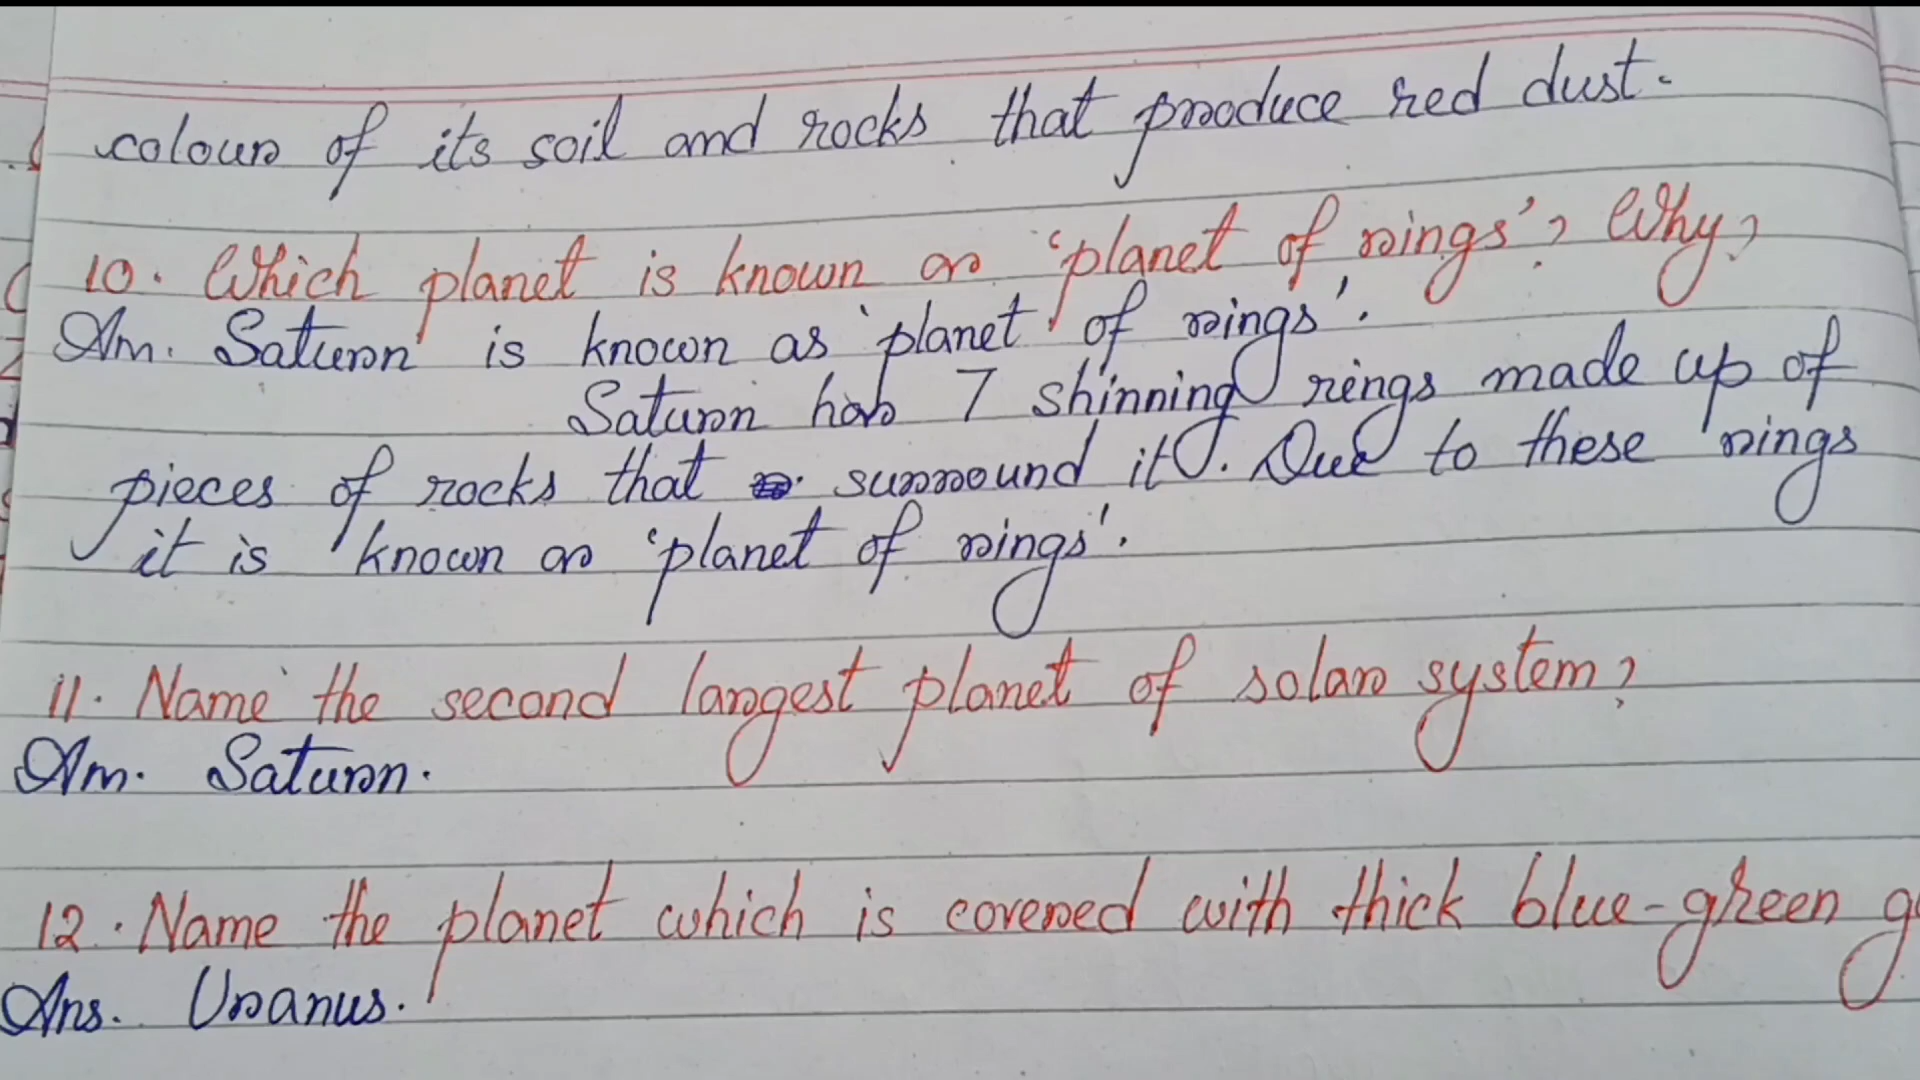 colour of its soil and rocks that produce red dust.
10. Which planet is known as 'planet of rings'? Why?
Ans. Saturn is known as 'planet of rings'.
Saturn has 7 shinning rings made up of
pieces of rocks that surround it. Due to these rings
it is known as 'planet of rings'.
11. Name the second largest planet of solar system?
Ans. Saturn.
12. Name the planet which is covered with thick blue-green
Ans. Uranus.